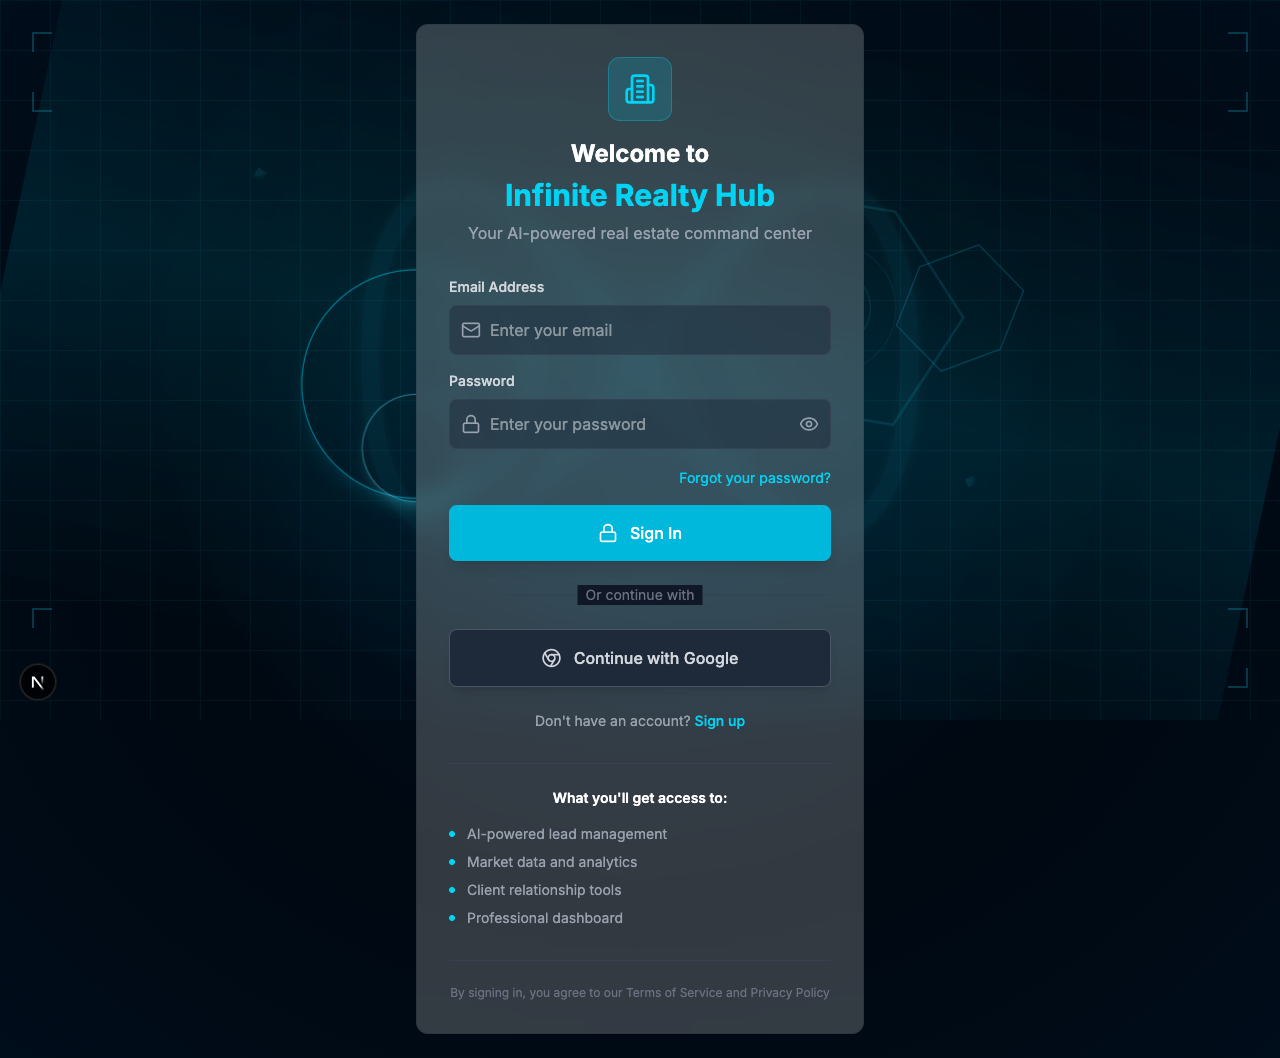 Welcome to
Infinite Realty Hub
Your AI-powered real estate command center
Email Address
Enter your email
Password
Enter your password
Forgot your password?
Sign In
Or continue with
Continue with Google
N
Don't have an account? Sign up
What you'll get access to:
AI-powered lead management
Market data and analytics
Client relationship tools
Professional dashboard
By signing in, you agree to our Terms of Service and Privacy Policy